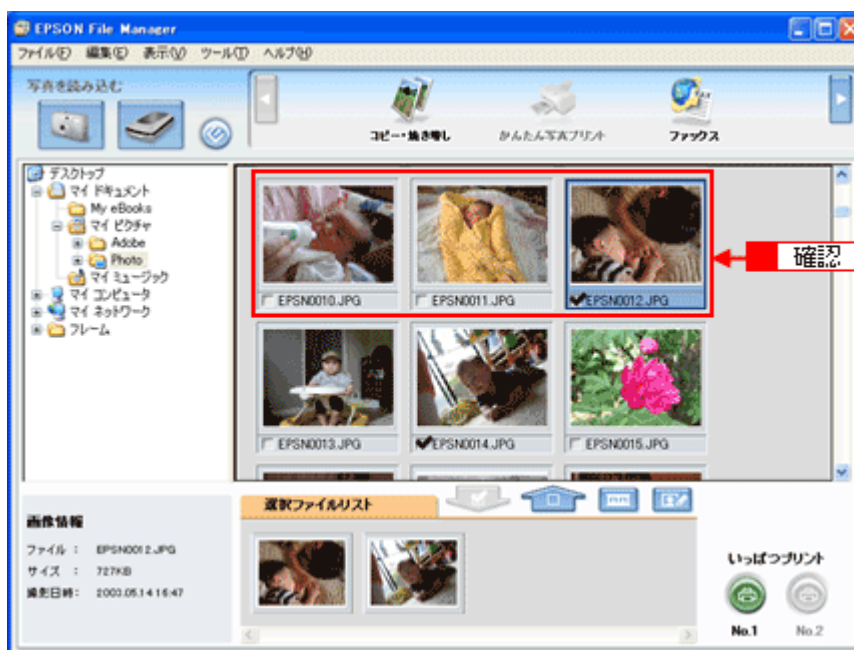 EPSON File Manager
ファイル(F) 編集(E) 表示(V) ツール(T) ヘルプ(H)
写真を読み込む
コピー・焼き増し かんたん写真プリント ファックス
デスクトップ
マイ ドキュメント
My eBooks
マイ ピクチャ
Adobe
Photo
マイ ミュージック
マイ コンピュータ
マイ ネットワーク
フレーム
EPSN0010.JPG EPSN0011.JPG EPSN0012.JPG
確認
EPSN0013.JPG EPSN0014.JPG EPSN0015.JPG
選択ファイルリスト
画像情報
ファイル : EPSN0012.JPG
サイズ : 727KB
撮影日時: 2003.05.14 16:47
いっぱつプリント
No.1 No.2